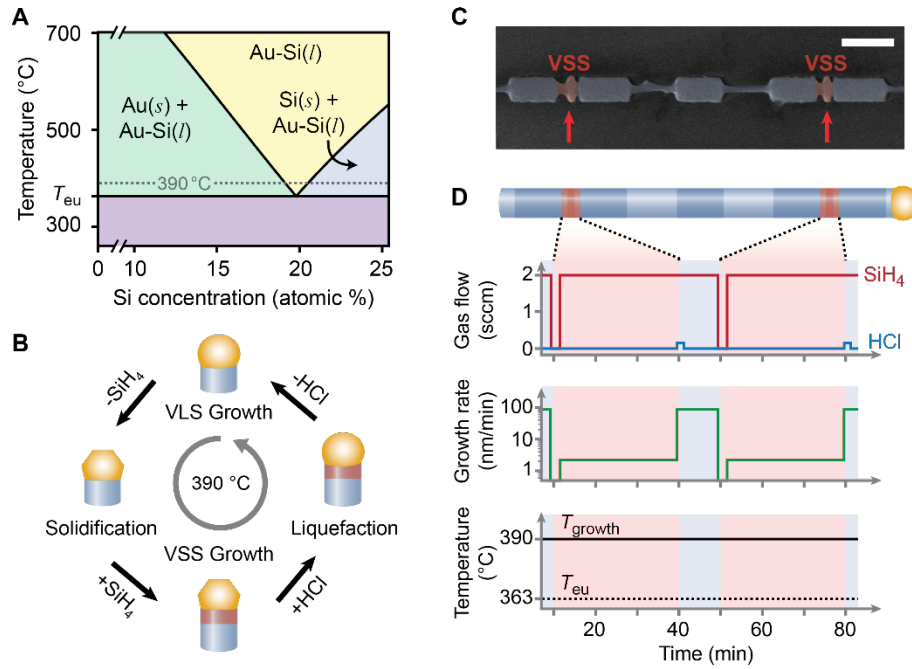 A
700
500
T_eu
300
Temperature (°C)
Au-Si(l)
Au(s) +
Au-Si(l)
Si(s) +
Au-Si(l)
390 °C
0 10 15 20 25
Si concentration (atomic %)
B
-SiH4
-HCl
VLS Growth
390 °C
Solidification
Liquefaction
VSS Growth
+SiH4
+HCl
C
VSS
VSS
D
Gas flow
(sccm)
2
1
0
SiH4
HCl
Growth rate
(nm/min)
100
10
1
Temperature
(°C)
390
363
T_growth
T_eu
20 40 60 80
Time (min)